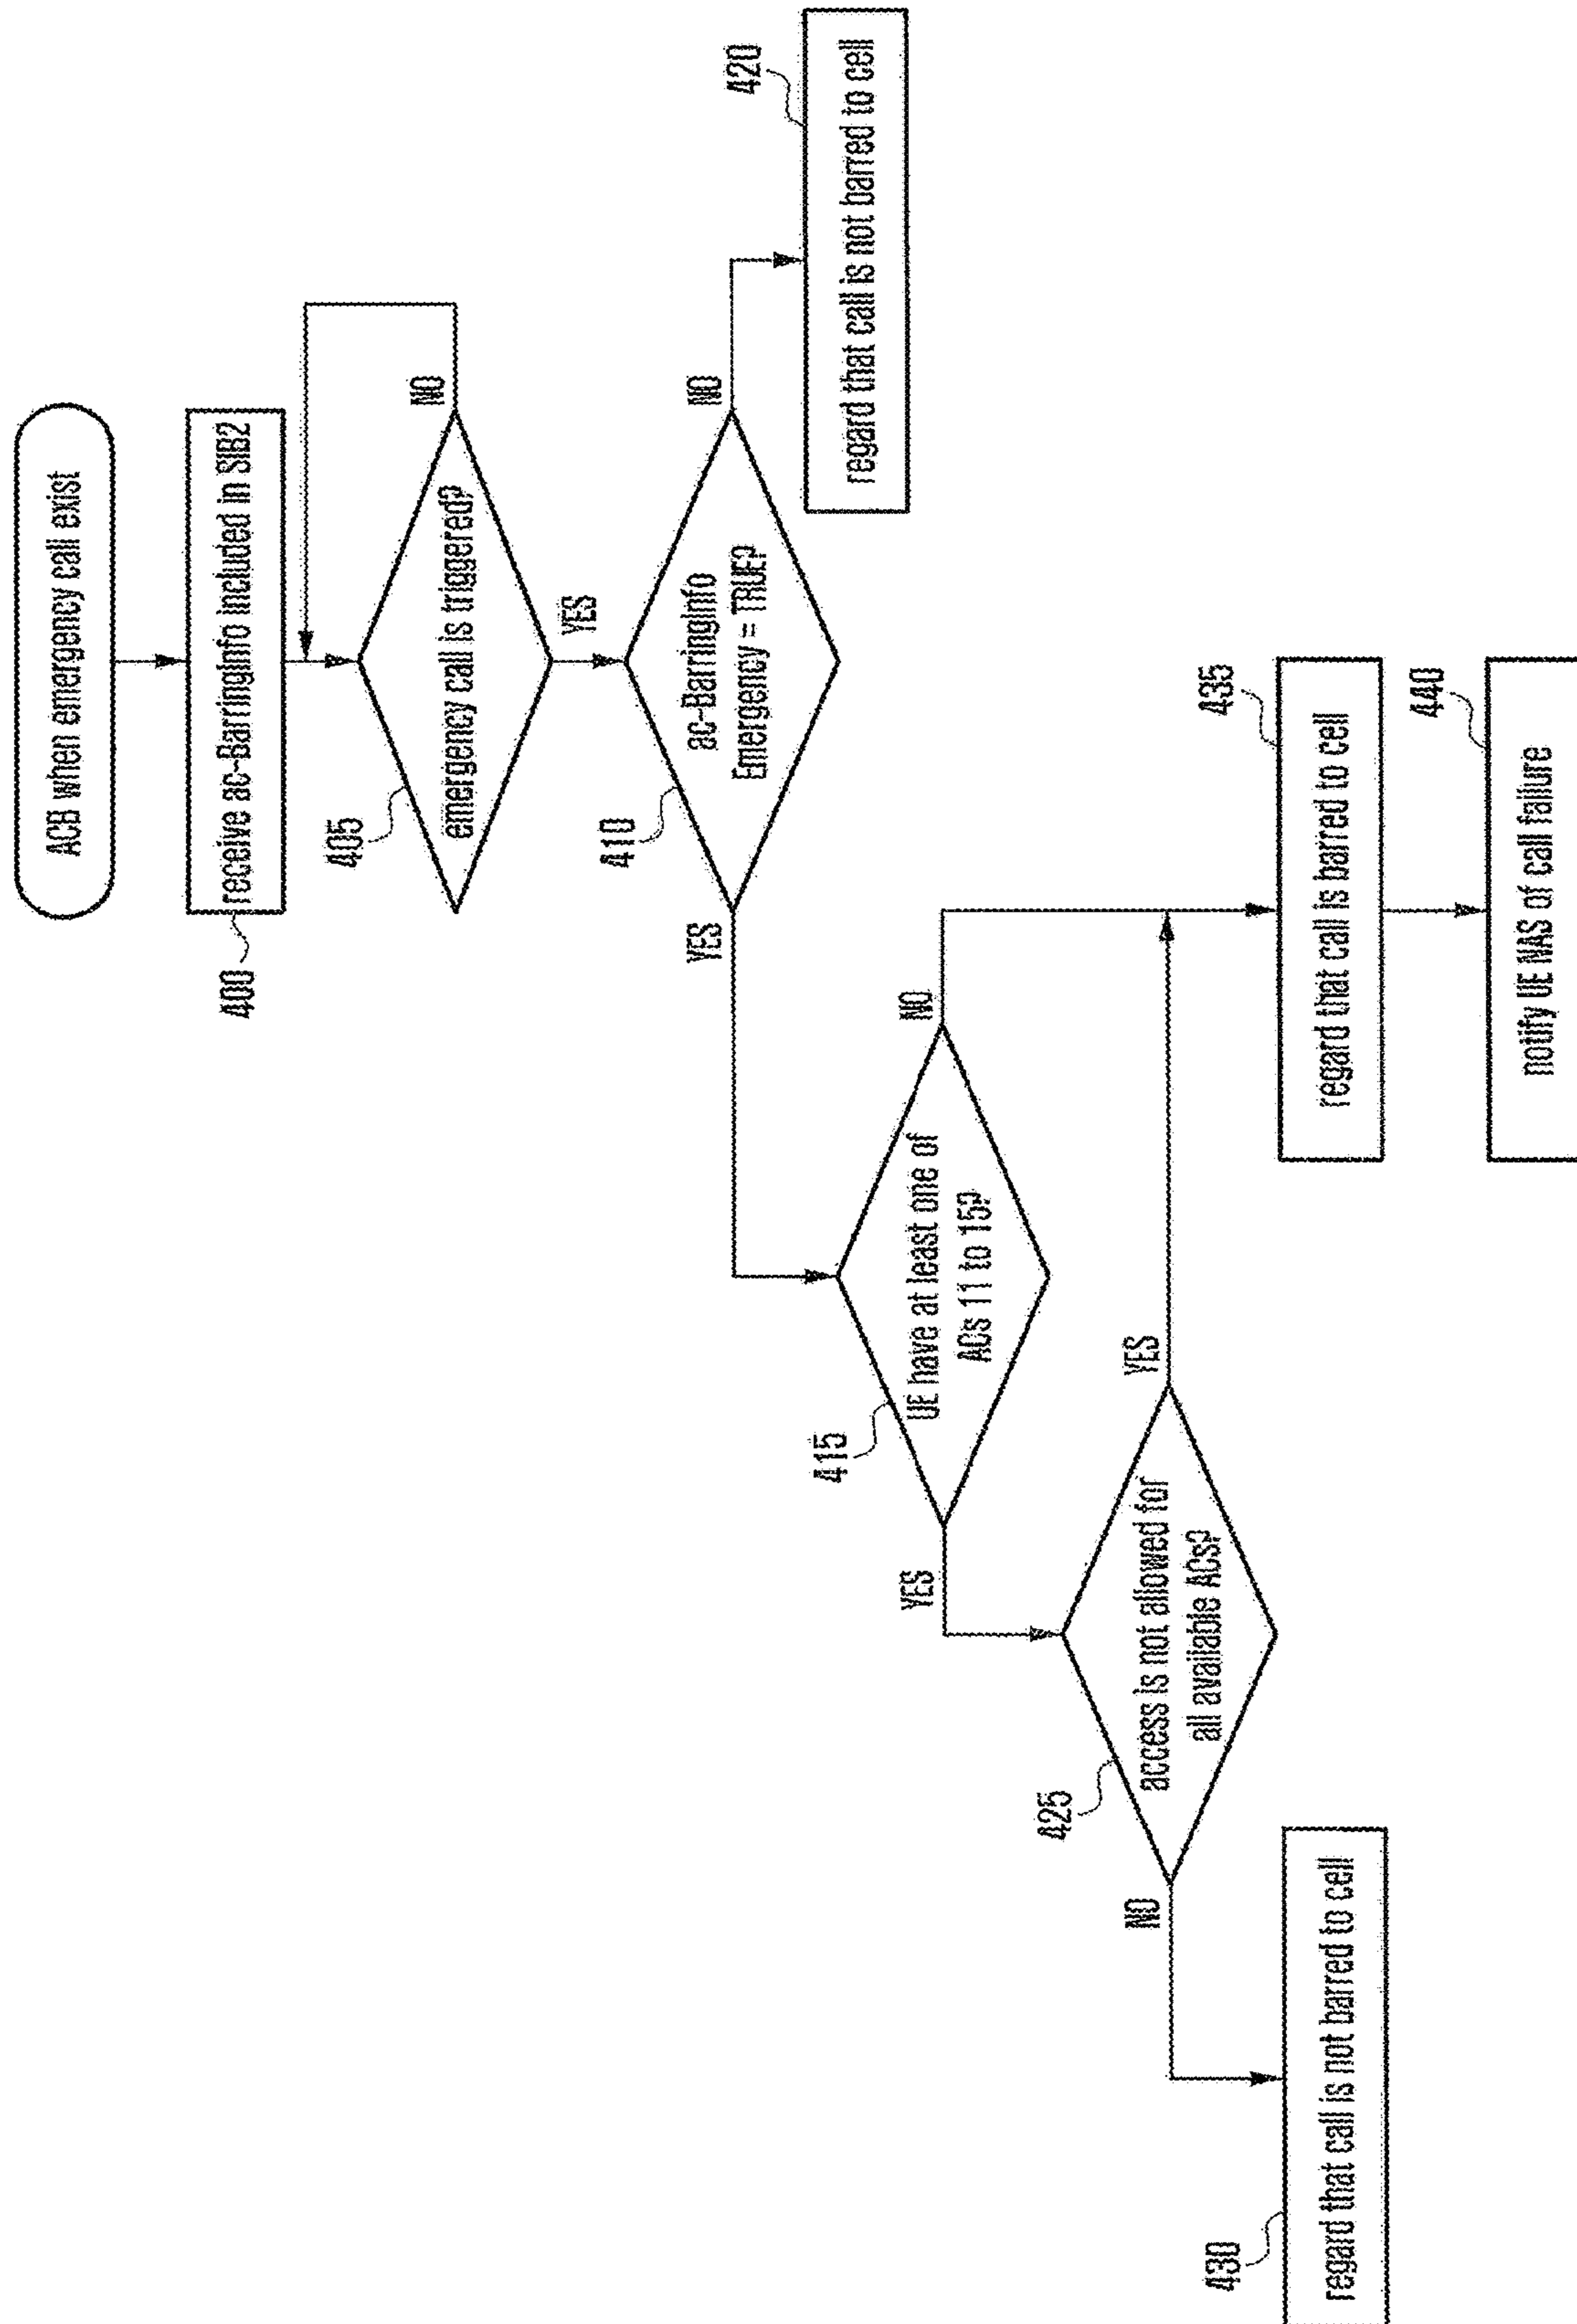 ACB when emergency call exist
400
receive ac-BarringInfo included in SIB2
405
emergency call is triggered?
NO
YES
410
ac-BarringInfo
Emergency = TRUE?
YES
NO
420
regard that call is not barred to cell
415
UE have at least one of
ACs 11 to 15?
YES
NO
425
access is not allowed for
all available ACs?
NO
YES
430
regard that call is not barred to cell
435
regard that call is barred to cell
440
notify UE NAS of call failure